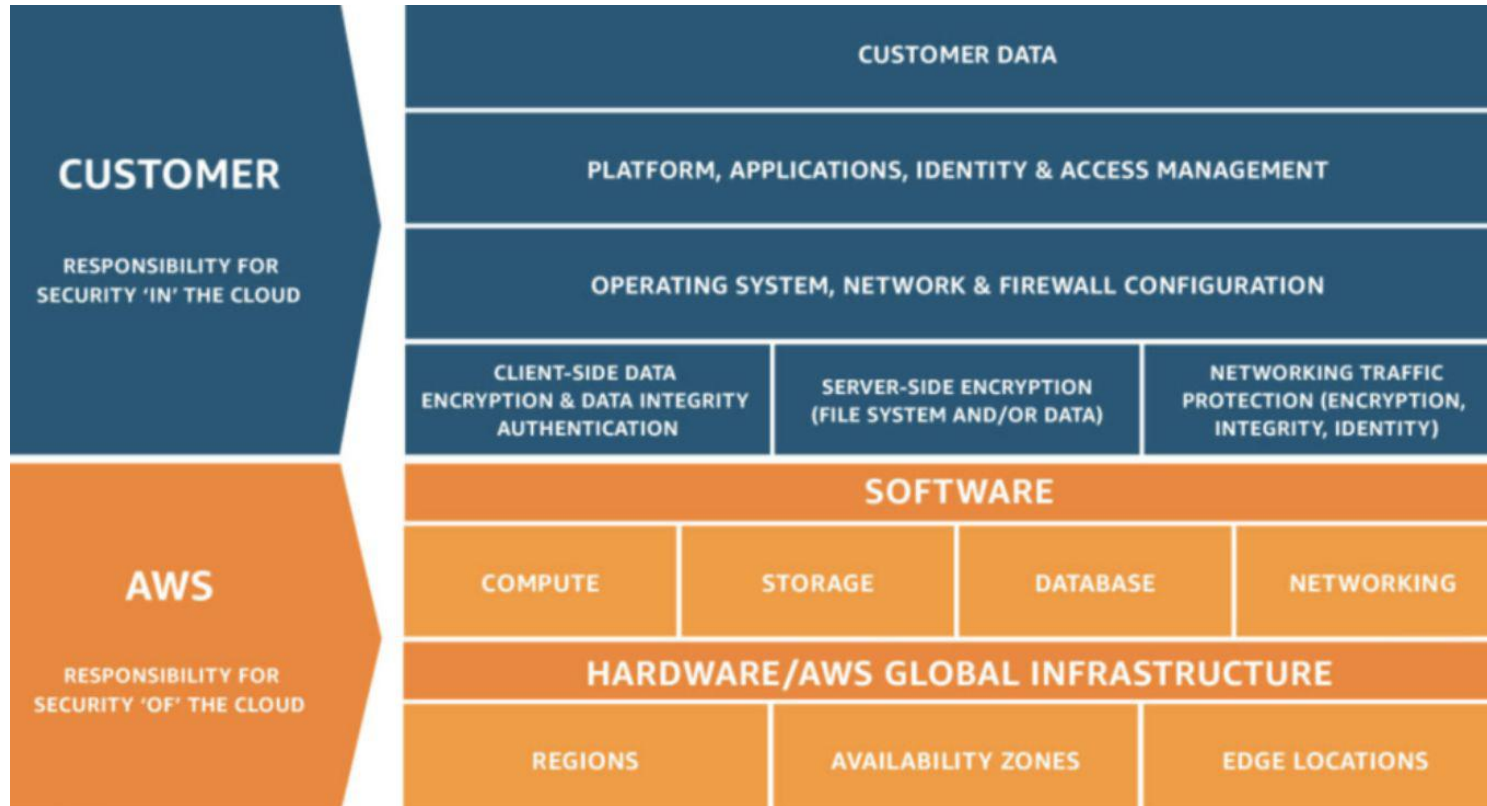 CUSTOMER
RESPONSIBILITY FOR
SECURITY ‘IN’ THE CLOUD
CUSTOMER DATA
PLATFORM, APPLICATIONS, IDENTITY & ACCESS MANAGEMENT
OPERATING SYSTEM, NETWORK & FIREWALL CONFIGURATION
CLIENT-SIDE DATA
ENCRYPTION & DATA INTEGRITY
AUTHENTICATION
SERVER-SIDE ENCRYPTION
(FILE SYSTEM AND/OR DATA)
NETWORKING TRAFFIC
PROTECTION (ENCRYPTION,
INTEGRITY, IDENTITY)
AWS
RESPONSIBILITY FOR
SECURITY ‘OF’ THE CLOUD
SOFTWARE
COMPUTE
STORAGE
DATABASE
NETWORKING
HARDWARE/AWS GLOBAL INFRASTRUCTURE
REGIONS
AVAILABILITY ZONES
EDGE LOCATIONS